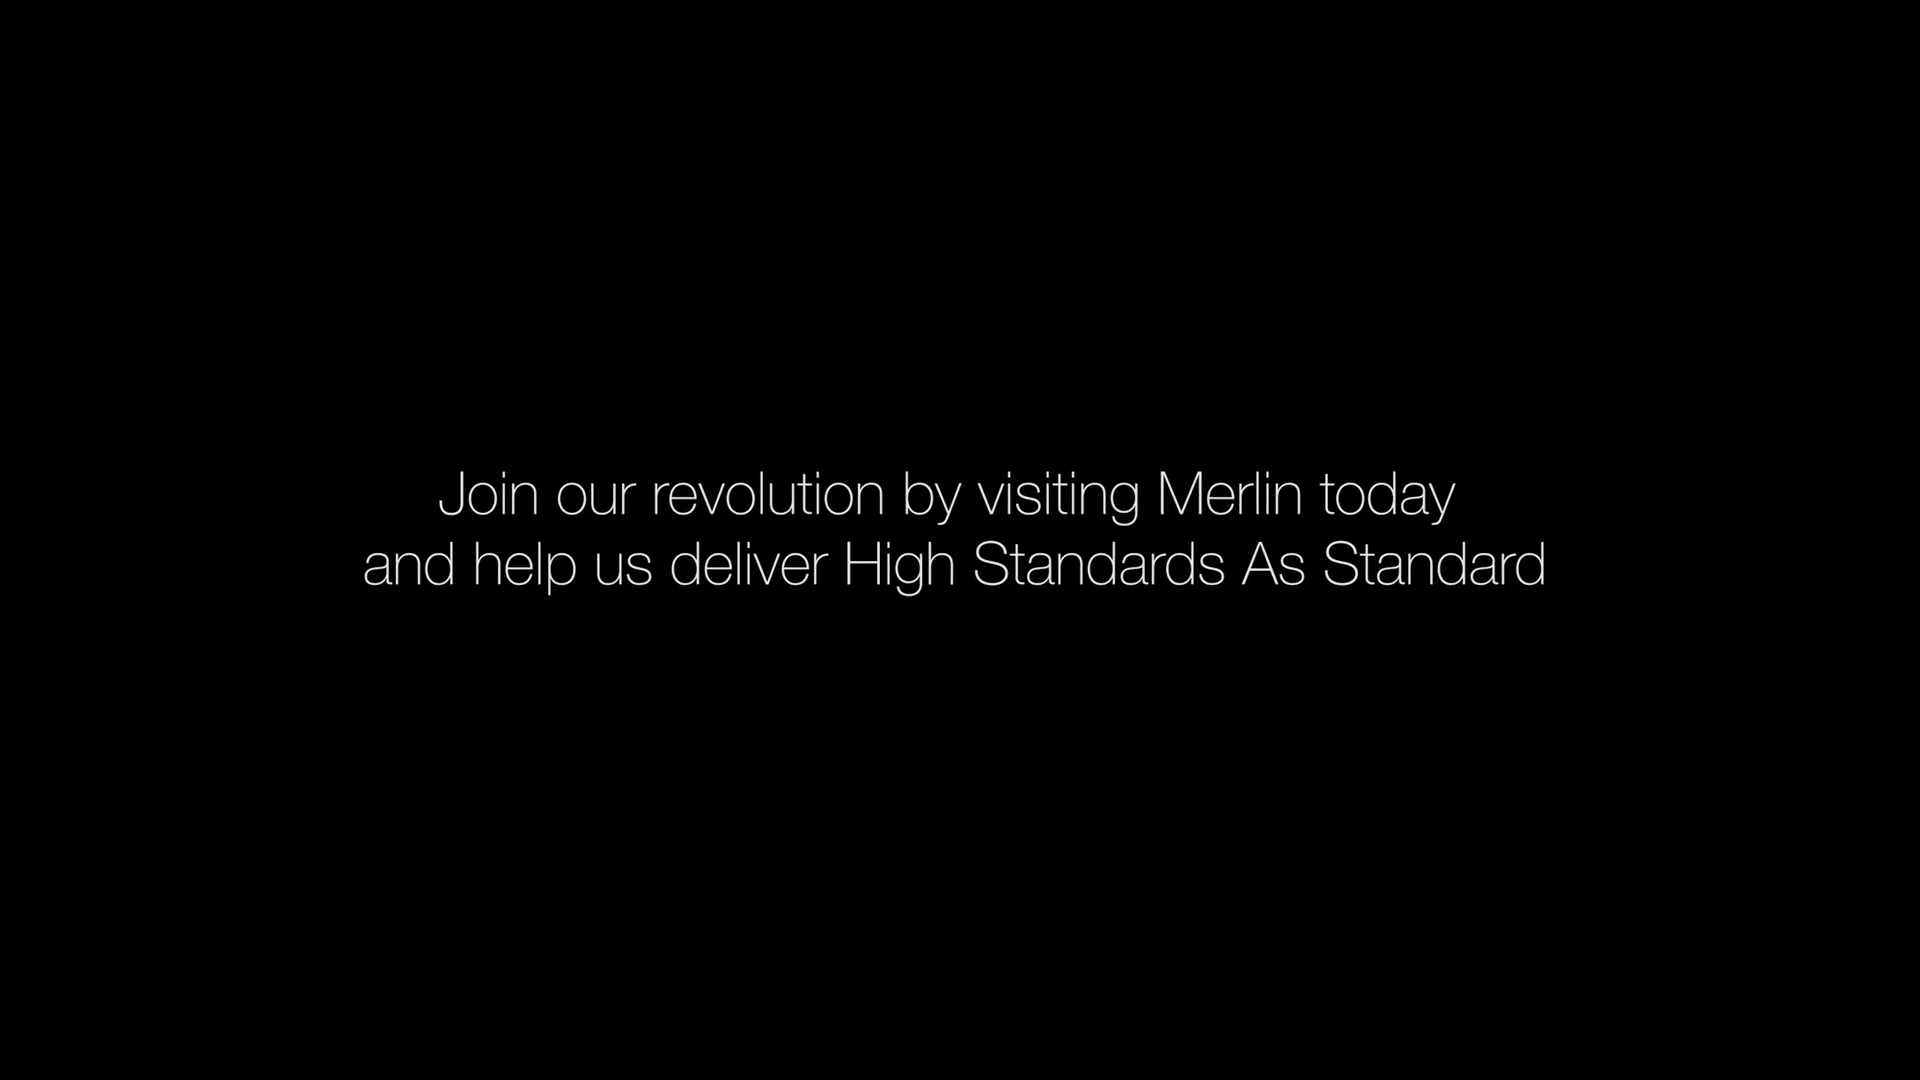 Join our revolution by visiting Merlin today
and help us deliver High Standards As Standard